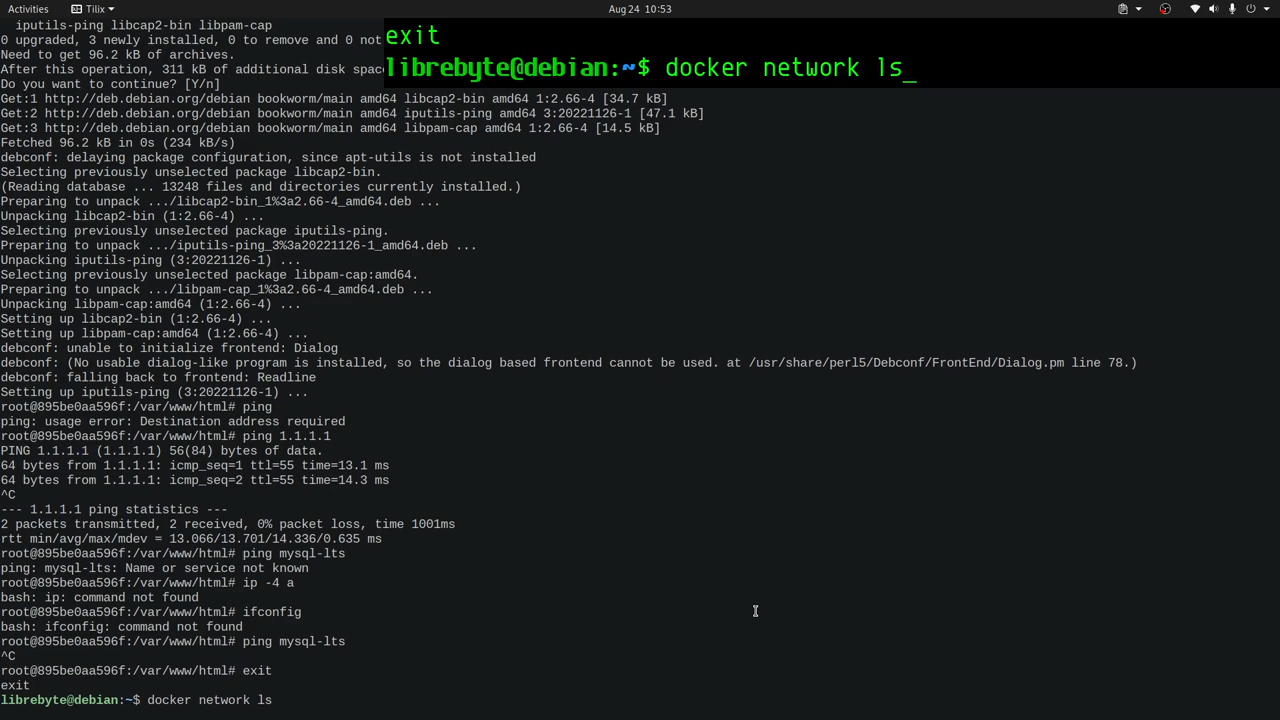 Activities Tilix Aug 24 10:53
iputils-ping libcap2-bin libpam-cap
0 upgraded, 3 newly installed, 0 to remove and 0 not
Need to get 96.2 kB of archives.
After this operation, 311 kB of additional disk spac
Do you want to continue? [Y/n]
exit
librebyte@debian:~$ docker network ls_
Get:1 http://deb.debian.org/debian bookworm/main amd64 libcap2-bin amd64 1:2.66-4 [34.7 kB]
Get:2 http://deb.debian.org/debian bookworm/main amd64 iputils-ping amd64 3:20221126-1 [47.1 kB]
Get:3 http://deb.debian.org/debian bookworm/main amd64 libpam-cap amd64 1:2.66-4 [14.5 kB]
Fetched 96.2 kB in 0s (234 kB/s)
debconf: delaying package configuration, since apt-utils is not installed
Selecting previously unselected package libcap2-bin.
(Reading database ... 13248 files and directories currently installed.)
Preparing to unpack .../libcap2-bin_1%3a2.66-4_amd64.deb ...
Unpacking libcap2-bin (1:2.66-4) ...
Selecting previously unselected package iputils-ping.
Preparing to unpack .../iputils-ping_3%3a20221126-1_amd64.deb ...
Unpacking iputils-ping (3:20221126-1) ...
Selecting previously unselected package libpam-cap:amd64.
Preparing to unpack .../libpam-cap_1%3a2.66-4_amd64.deb ...
Unpacking libpam-cap:amd64 (1:2.66-4) ...
Setting up libcap2-bin (1:2.66-4) ...
Setting up libpam-cap:amd64 (1:2.66-4) ...
debconf: unable to initialize frontend: Dialog
debconf: (No usable dialog-like program is installed, so the dialog based frontend cannot be used. at /usr/share/perl5/Debconf/FrontEnd/Dialog.pm line 78.)
debconf: falling back to frontend: Readline
Setting up iputils-ping (3:20221126-1) ...
root@895be0aa596f:/var/www/html# ping
ping: usage error: Destination address required
root@895be0aa596f:/var/www/html# ping 1.1.1.1
PING 1.1.1.1 (1.1.1.1) 56(84) bytes of data.
64 bytes from 1.1.1.1: icmp_seq=1 ttl=55 time=13.1 ms
64 bytes from 1.1.1.1: icmp_seq=2 ttl=55 time=14.3 ms
^C
--- 1.1.1.1 ping statistics ---
2 packets transmitted, 2 received, 0% packet loss, time 1001ms
rtt min/avg/max/mdev = 13.066/13.701/14.336/0.635 ms
root@895be0aa596f:/var/www/html# ping mysql-lts
ping: mysql-lts: Name or service not known
root@895be0aa596f:/var/www/html# ip -4 a
bash: ip: command not found
root@895be0aa596f:/var/www/html# ifconfig
bash: ifconfig: command not found
root@895be0aa596f:/var/www/html# ping mysql-lts
^C
root@895be0aa596f:/var/www/html# exit
exit
librebyte@debian:~$ docker network ls